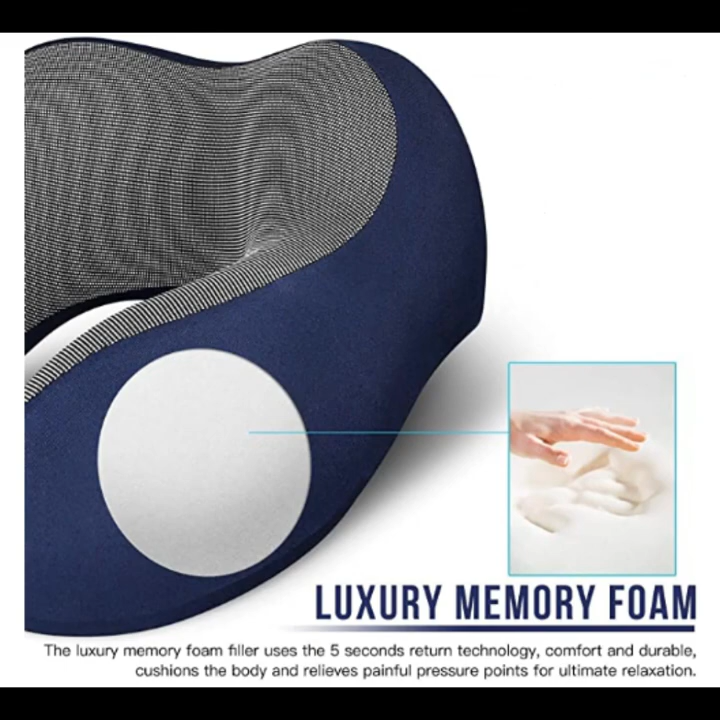 LUXURY MEMORY FOAM
The luxury memory foam filler uses the 5 seconds return technology, comfort and durable,
cushions the body and relieves painful pressure points for ultimate relaxation.